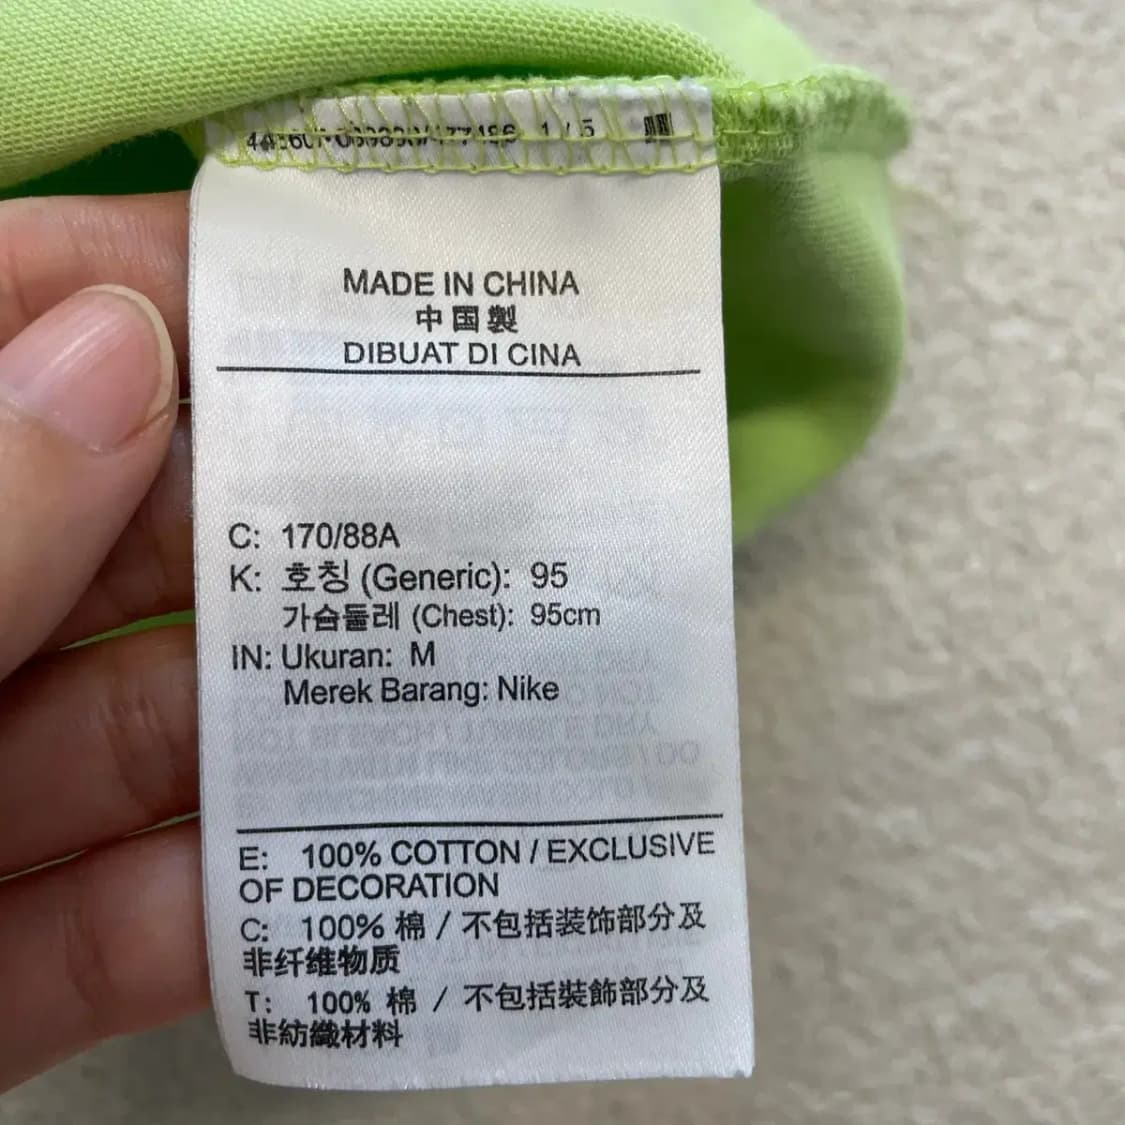 1 / 5
MADE IN CHINA
中国製
DIBUAT DI CINA
C: 170/88A
K: 호칭 (Generic): 95
가슴둘레 (Chest): 95cm
IN: Ukuran: M
Merek Barang: Nike
E: 100% COTTON / EXCLUSIVE
OF DECORATION
C: 100% 棉 / 不包括装饰部分及
非纤维物质
T: 100% 棉 / 不包括裝飾部分及
非紡織材料